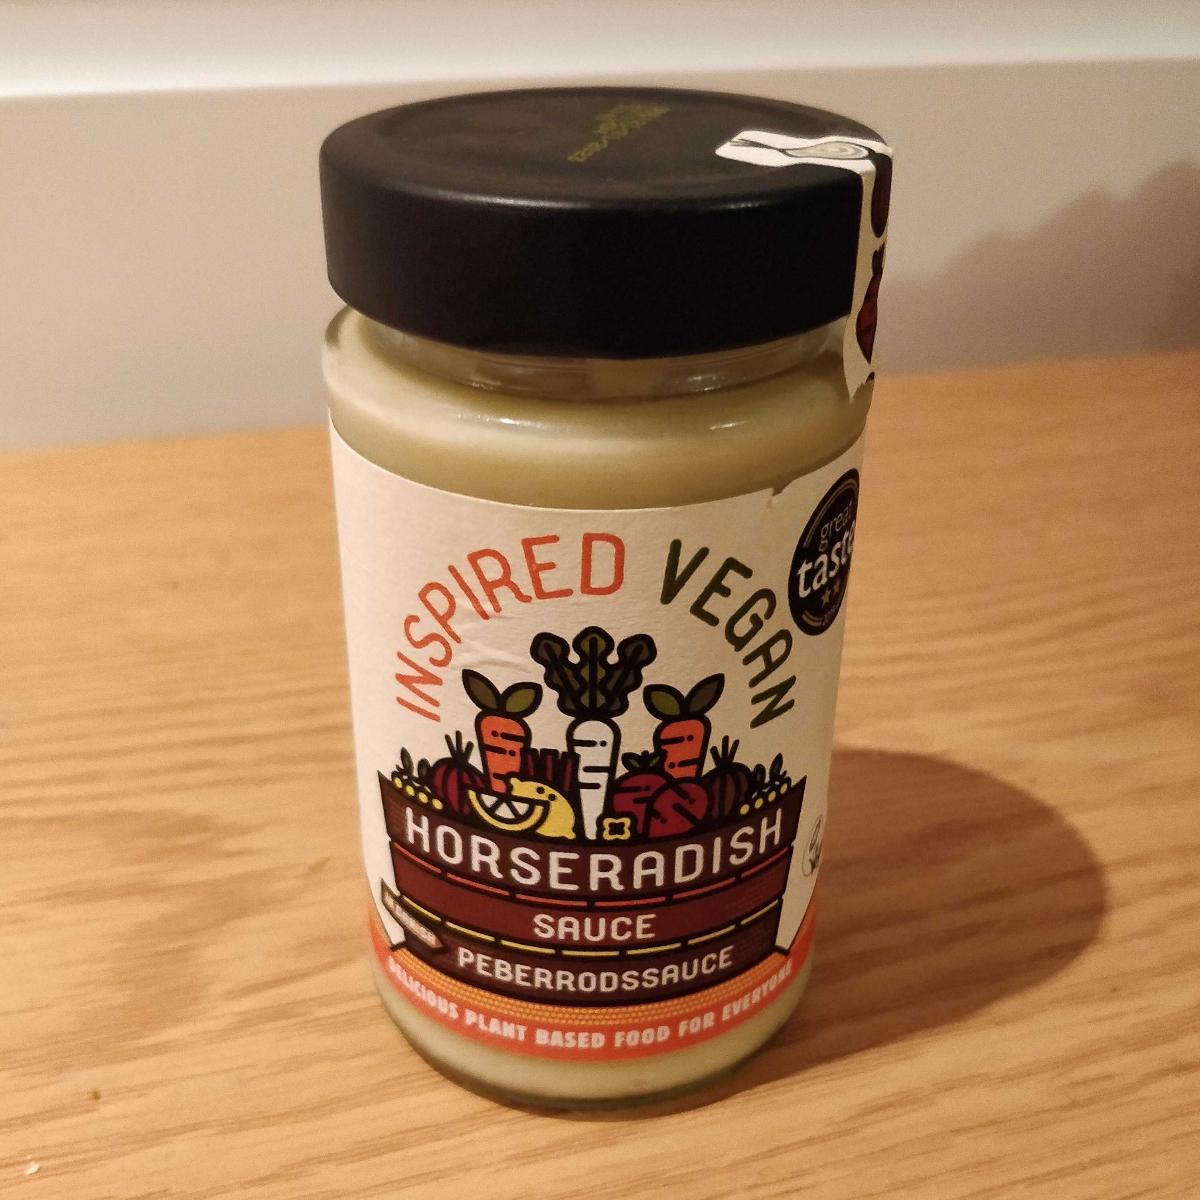 great
taste
INSPIRED VEGAN
HORSERADISH
SAUCE
PEBERRODSSAUCE
DELICIOUS PLANT BASED FOOD FOR EVERYONE